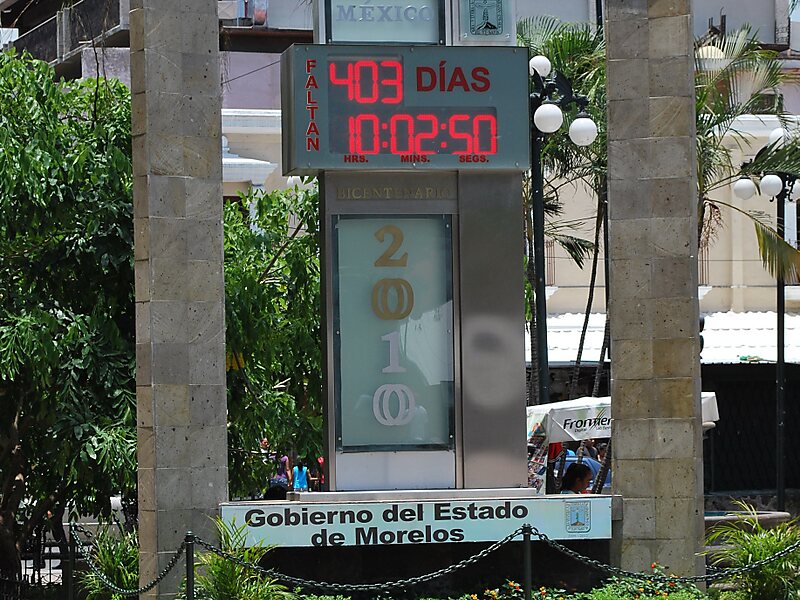 MÉXICO
FALTAN
403 DÍAS
10:02:50
HRS. MINS. SEGS.
BICENTENARIO
2
0
1
0
Frontier
Gobierno del Estado
de Morelos